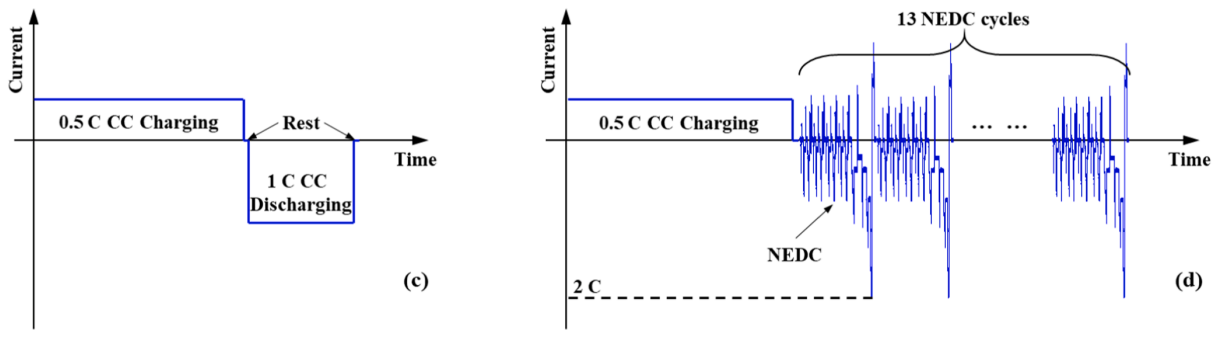 Current
0.5 C CC Charging
Rest
Time
1 C CC
Discharging
(c)
13 NEDC cycles
Current
0.5 C CC Charging
... ...
Time
NEDC
2 C
(d)